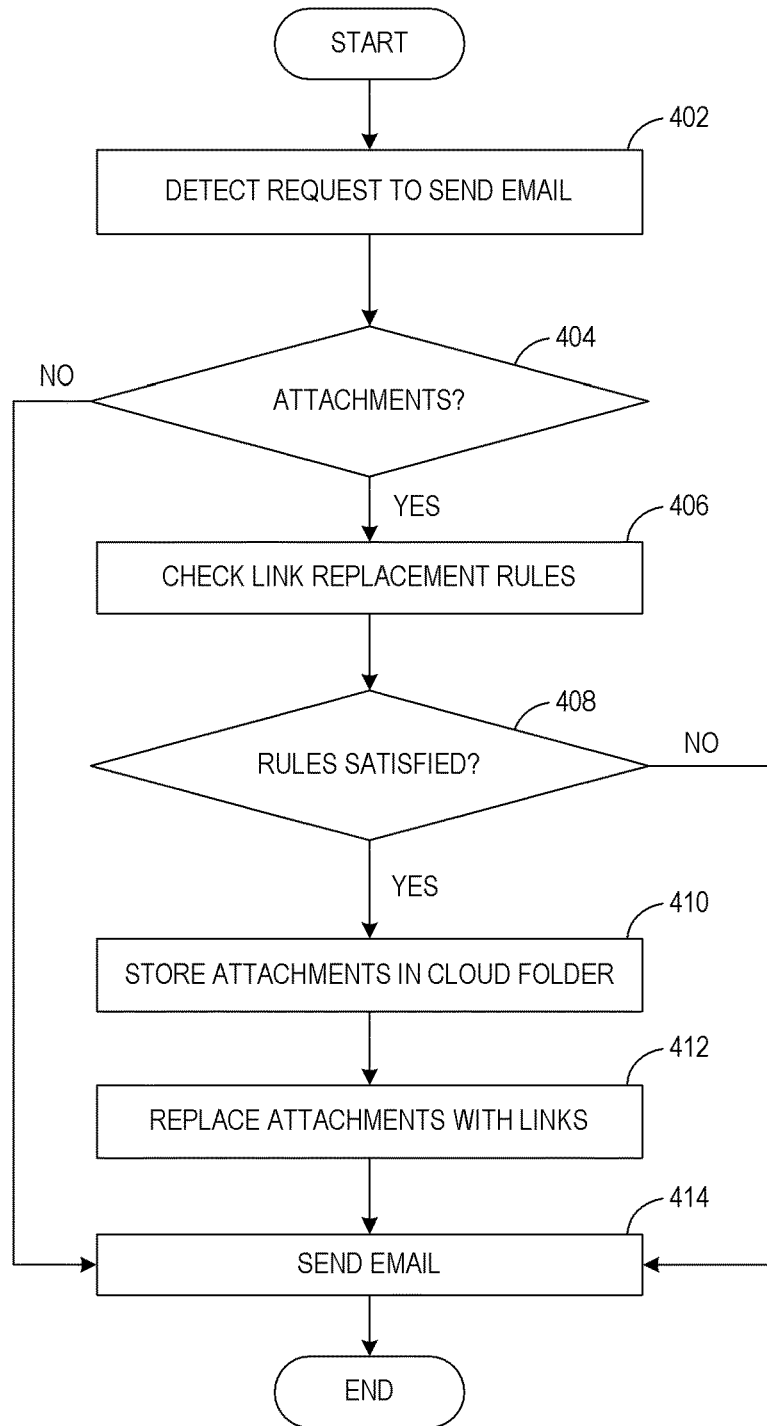 START
402
DETECT REQUEST TO SEND EMAIL
404
NO
ATTACHMENTS?
YES
406
CHECK LINK REPLACEMENT RULES
408
NO
RULES SATISFIED?
YES
410
STORE ATTACHMENTS IN CLOUD FOLDER
412
REPLACE ATTACHMENTS WITH LINKS
414
SEND EMAIL
END